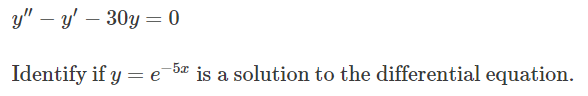 y″ − y′ − 30y = 0
Identify if y = e⁻⁵ˣ is a solution to the differential equation.